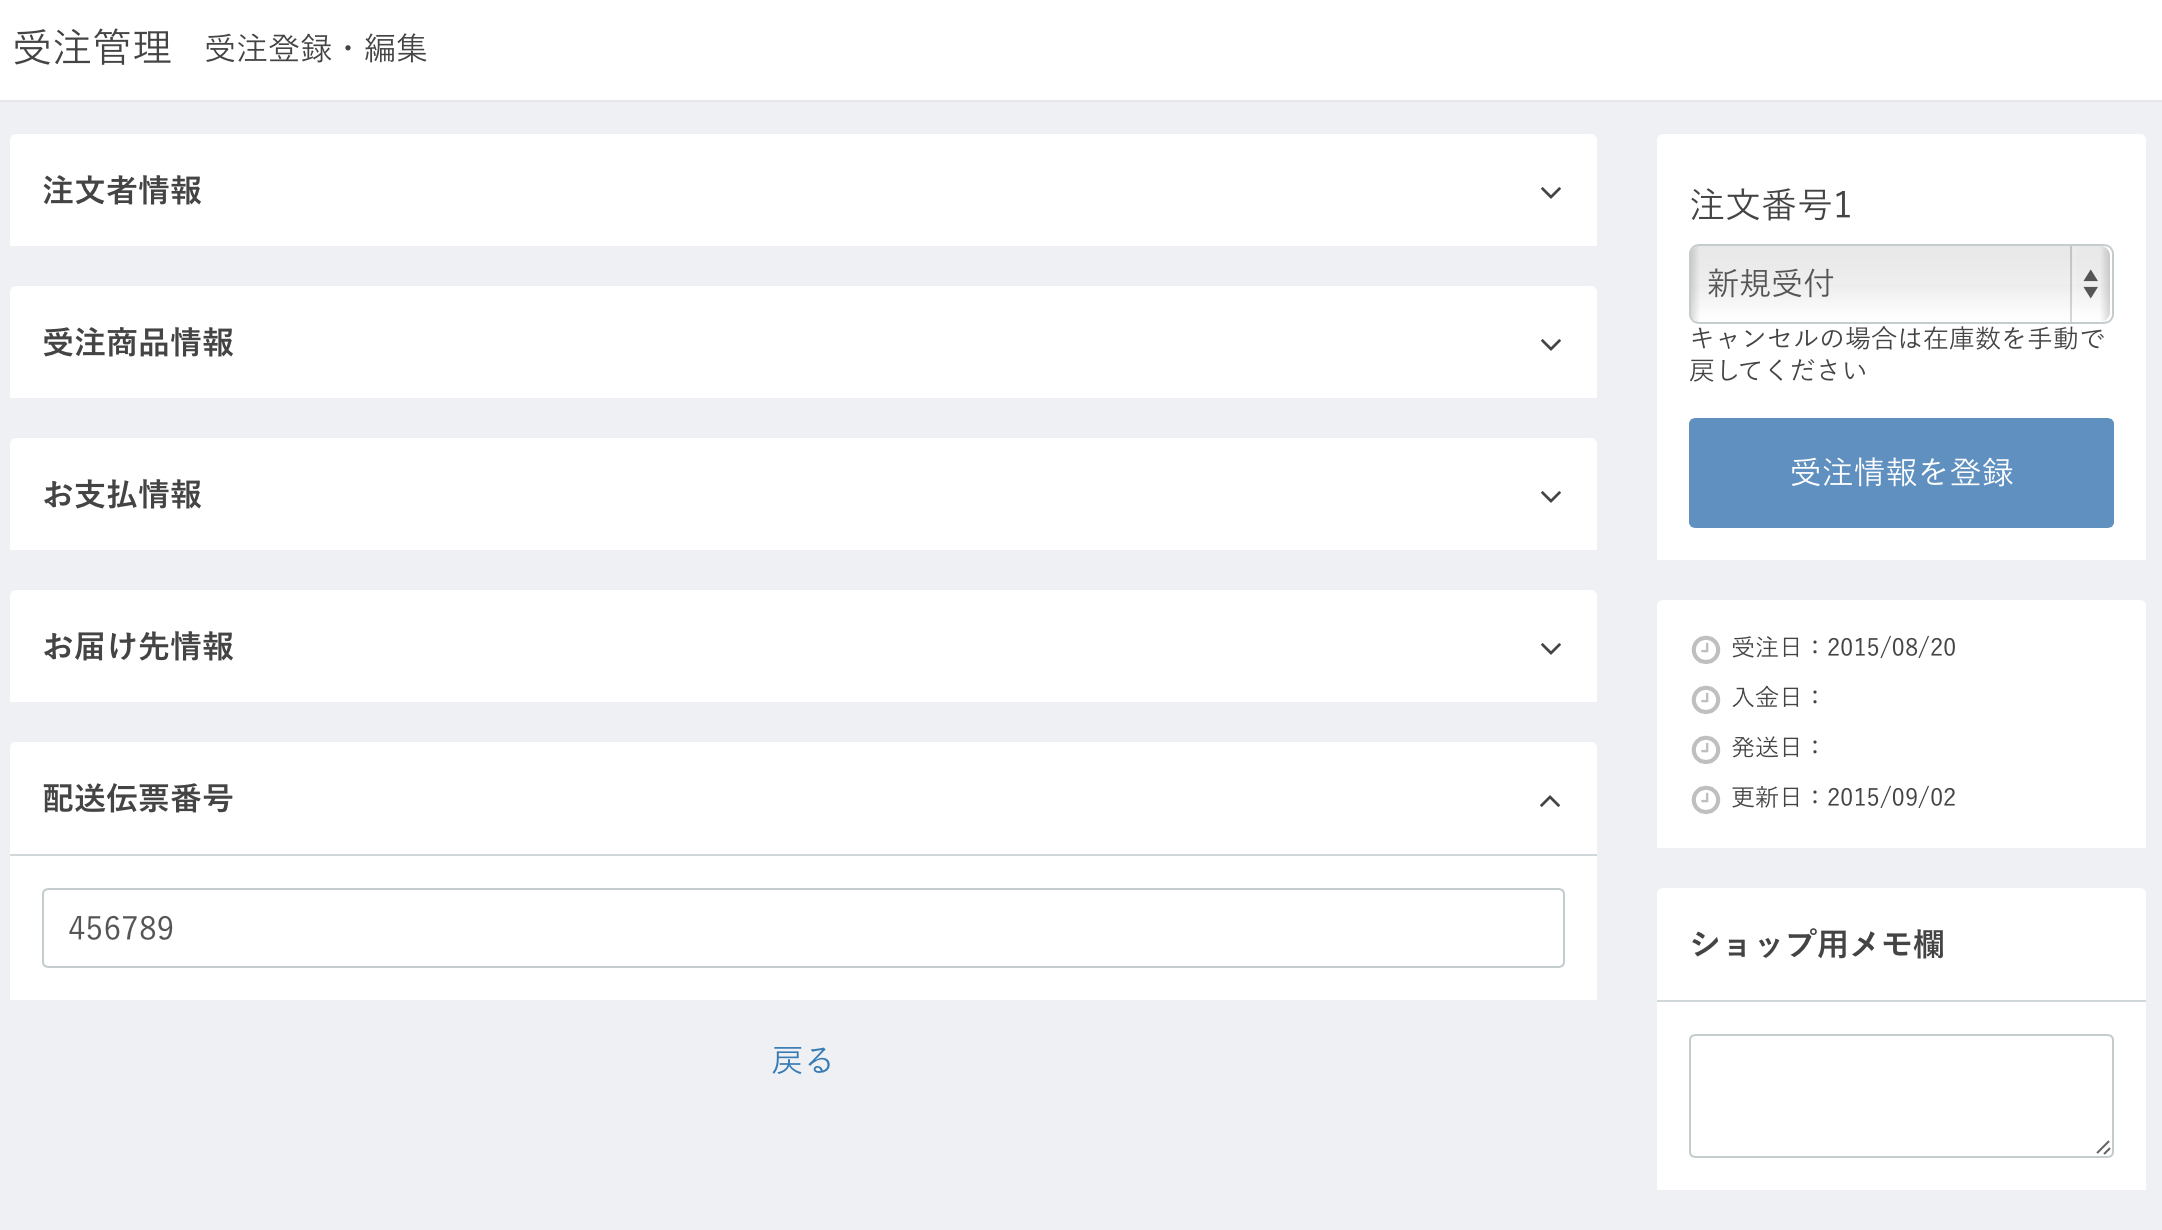 受注管理 受注登録・編集
注文者情報
受注商品情報
お支払情報
お届け先情報
配送伝票番号
456789
戻る
注文番号1
新規受付
キャンセルの場合は在庫数を手動で
戻してください
受注情報を登録
受注日：2015/08/20
入金日：
発送日：
更新日：2015/09/02
ショップ用メモ欄